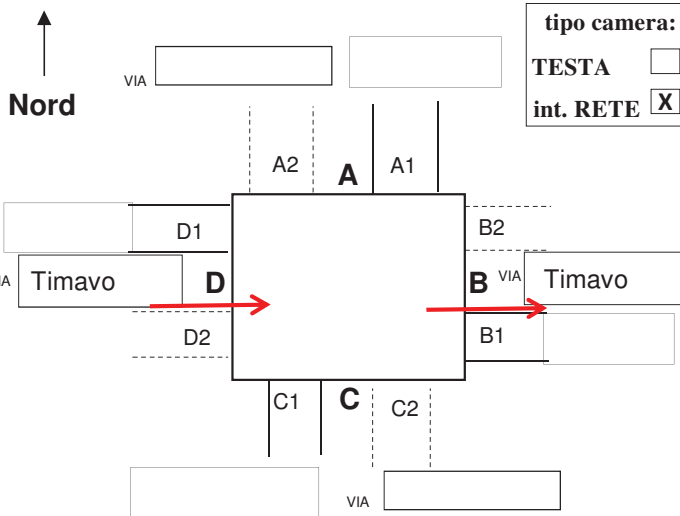 tipo camera:
TESTA
int. RETE X
Nord
VIA
A2
A
A1
D1
B2
VIA
Timavo
D
B
VIA
Timavo
D2
B1
C1
C
C2
VIA